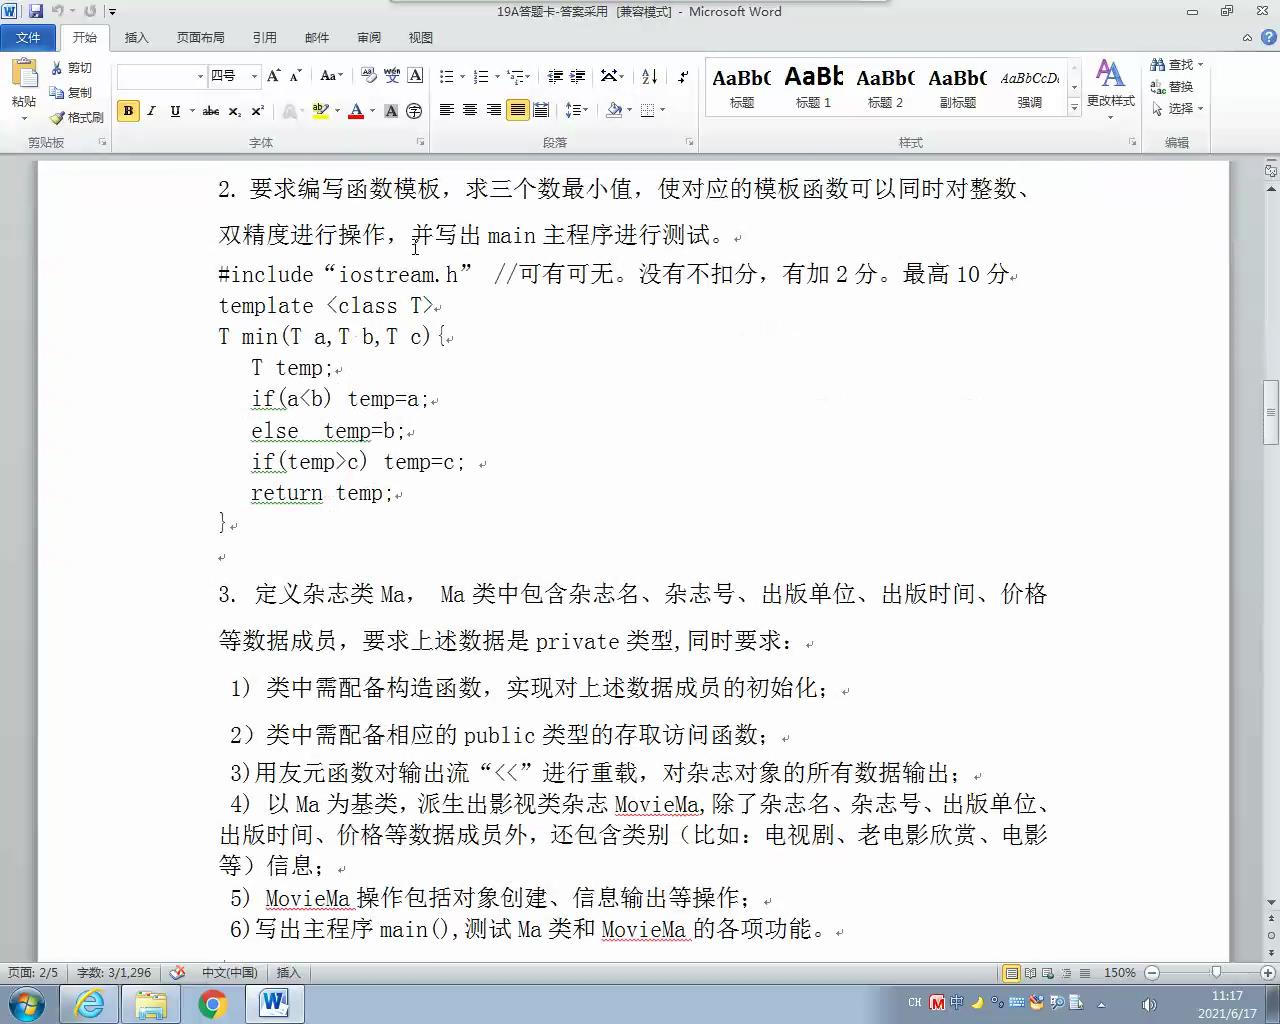 19A答题卡-答案采用 [兼容模式] - Microsoft Word
文件 开始 插入 页面布局 引用 邮件 审阅 视图
剪切 四号 查找
粘贴 复制 替换
格式刷 选择
AaBb( AaBb AaBb( AaBb( AaBbCcD
标题 标题 1 标题 2 副标题 强调 更改样式
剪贴板 字体 段落 样式 编辑
2. 要求编写函数模板，求三个数最小值，使对应的模板函数可以同时对整数、
双精度进行操作，并写出 main 主程序进行测试。
#include“iostream.h” //可有可无。没有不扣分，有加 2 分。最高 10 分
template <class T>
T min(T a,T b,T c){
T temp;
if(a<b) temp=a;
else temp=b;
if(temp>c) temp=c;
return temp;
}
3. 定义杂志类 Ma， Ma 类中包含杂志名、杂志号、出版单位、出版时间、价格
等数据成员，要求上述数据是 private 类型,同时要求：
1) 类中需配备构造函数，实现对上述数据成员的初始化；
2）类中需配备相应的 public 类型的存取访问函数；
3)用友元函数对输出流“<<”进行重载，对杂志对象的所有数据输出；
4) 以 Ma 为基类，派生出影视类杂志 MovieMa,除了杂志名、杂志号、出版单位、
出版时间、价格等数据成员外，还包含类别（比如：电视剧、老电影欣赏、电影
等）信息；
5) MovieMa 操作包括对象创建、信息输出等操作；
6)写出主程序 main(),测试 Ma 类和 MovieMa 的各项功能。
页面: 2/5 字数: 3/1,296 中文(中国) 插入 150%
CH 中 11:17
2021/6/17